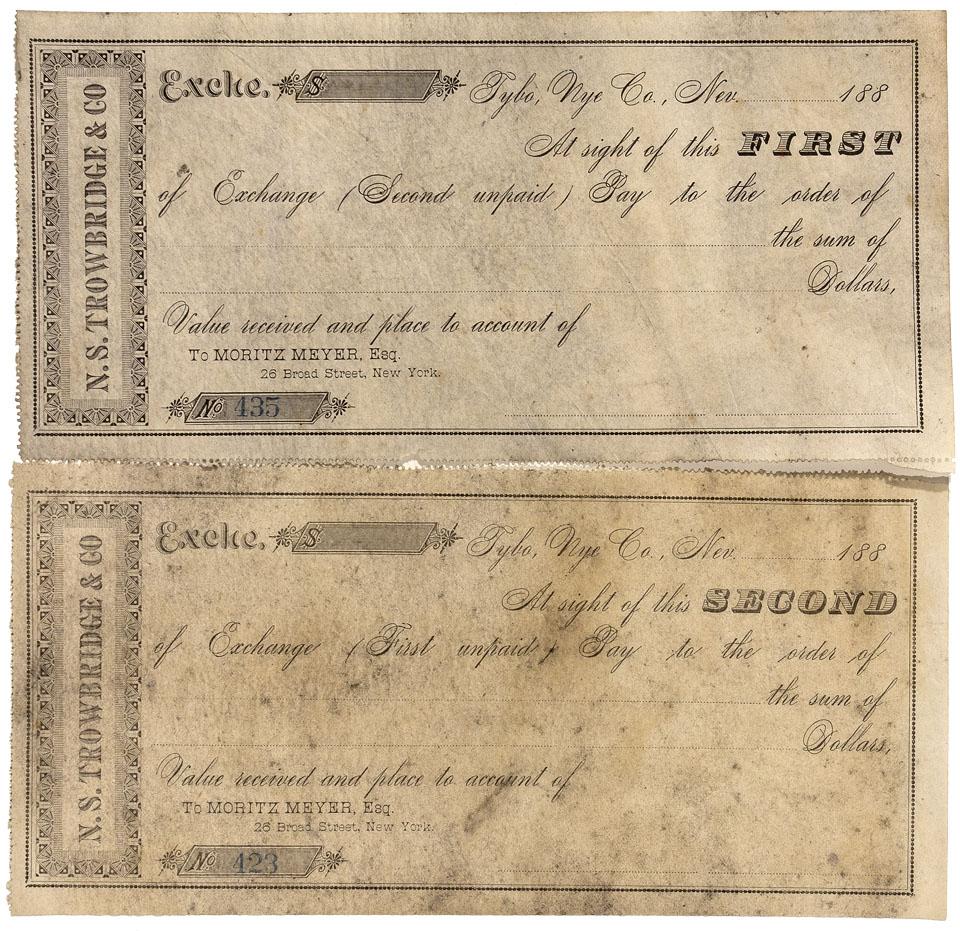 N. S. TROWBRIDGE & CO
Exche. $ Tybo, Nye Co., Nev. 188
At sight of this FIRST
of Exchange (Second unpaid) Pay to the order of
the sum of
Dollars,
Value received and place to account of
To MORITZ MEYER, Esq.
26 Broad Street, New York.
No 435
N. S. TROWBRIDGE & CO
Exche. $ Tybo, Nye Co., Nev. 188
At sight of this SECOND
of Exchange (First unpaid) Pay to the order of
the sum of
Dollars,
Value received and place to account of
To MORITZ MEYER, Esq.
26 Broad Street, New York.
No 423